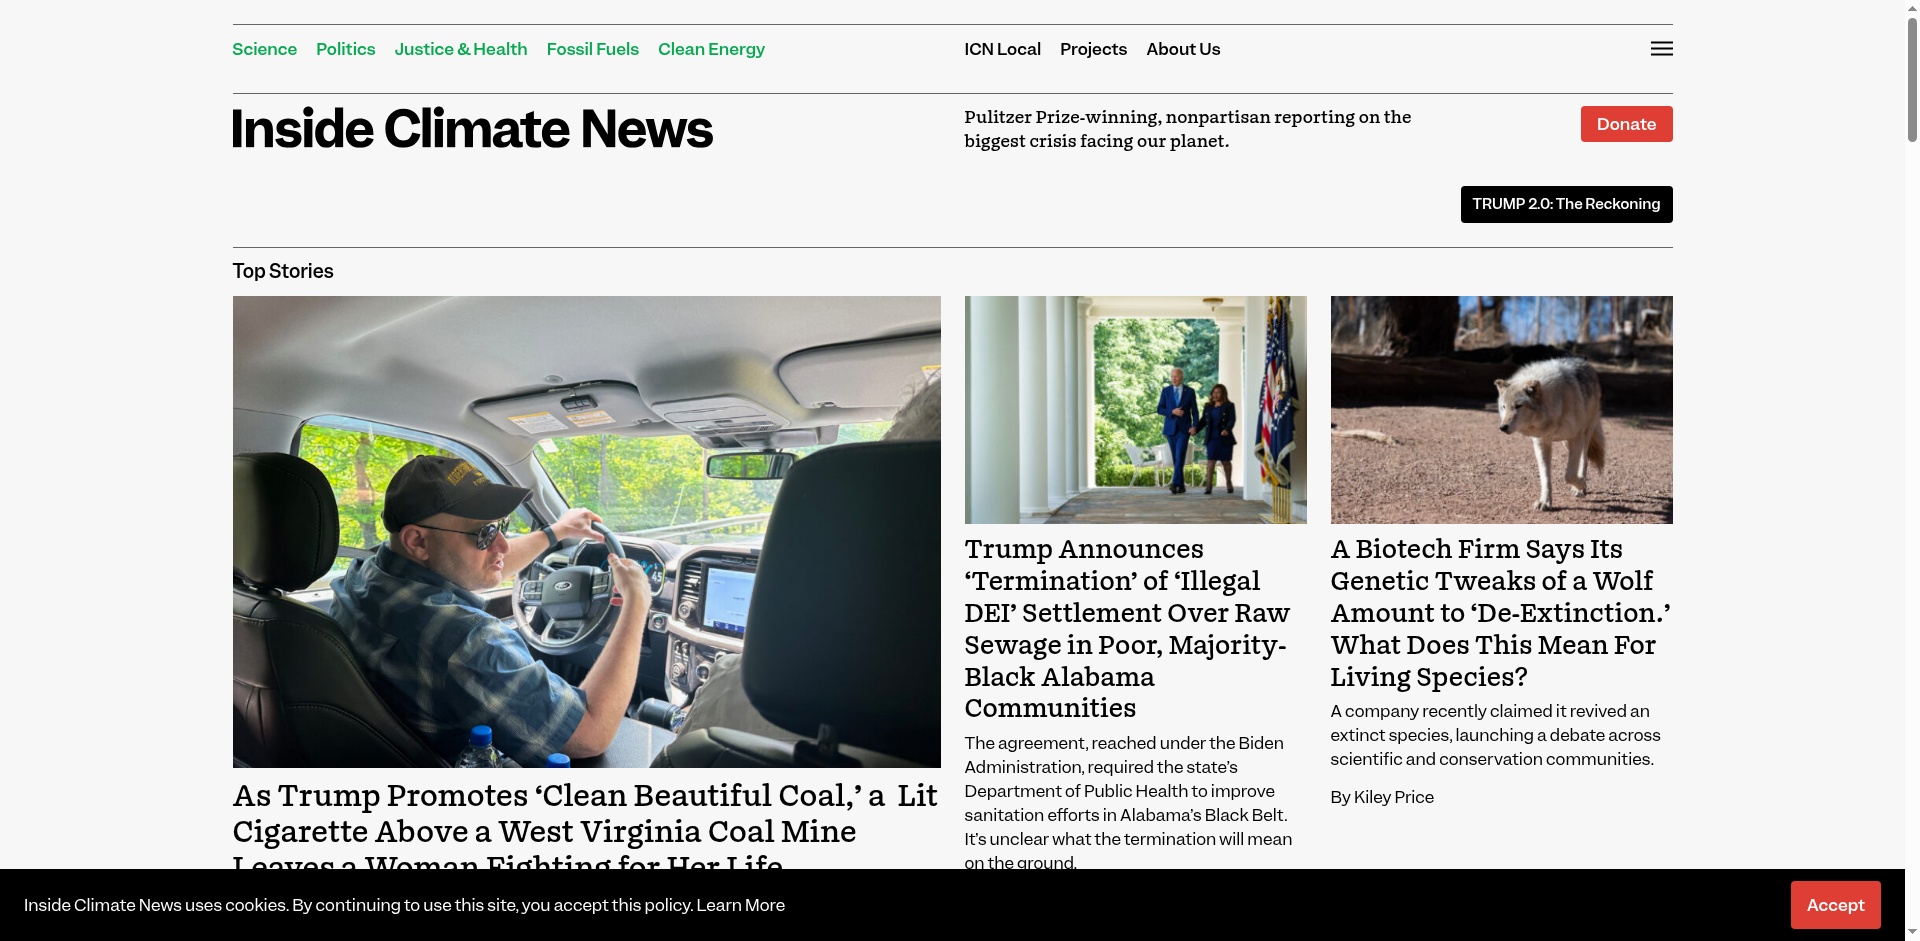 Science Politics Justice & Health Fossil Fuels Clean Energy ICN Local Projects About Us
Inside Climate News
Pulitzer Prize-winning, nonpartisan reporting on the
biggest crisis facing our planet.
Donate
TRUMP 2.0: The Reckoning
Top Stories
As Trump Promotes ‘Clean Beautiful Coal,’ a Lit
Cigarette Above a West Virginia Coal Mine
Leaves a Woman Fighting for Her Life
Trump Announces
‘Termination’ of ‘Illegal
DEI’ Settlement Over Raw
Sewage in Poor, Majority-
Black Alabama
Communities
The agreement, reached under the Biden
Administration, required the state’s
Department of Public Health to improve
sanitation efforts in Alabama’s Black Belt.
It’s unclear what the termination will mean
on the ground.
A Biotech Firm Says Its
Genetic Tweaks of a Wolf
Amount to ‘De-Extinction.’
What Does This Mean For
Living Species?
A company recently claimed it revived an
extinct species, launching a debate across
scientific and conservation communities.
By Kiley Price
Inside Climate News uses cookies. By continuing to use this site, you accept this policy. Learn More
Accept